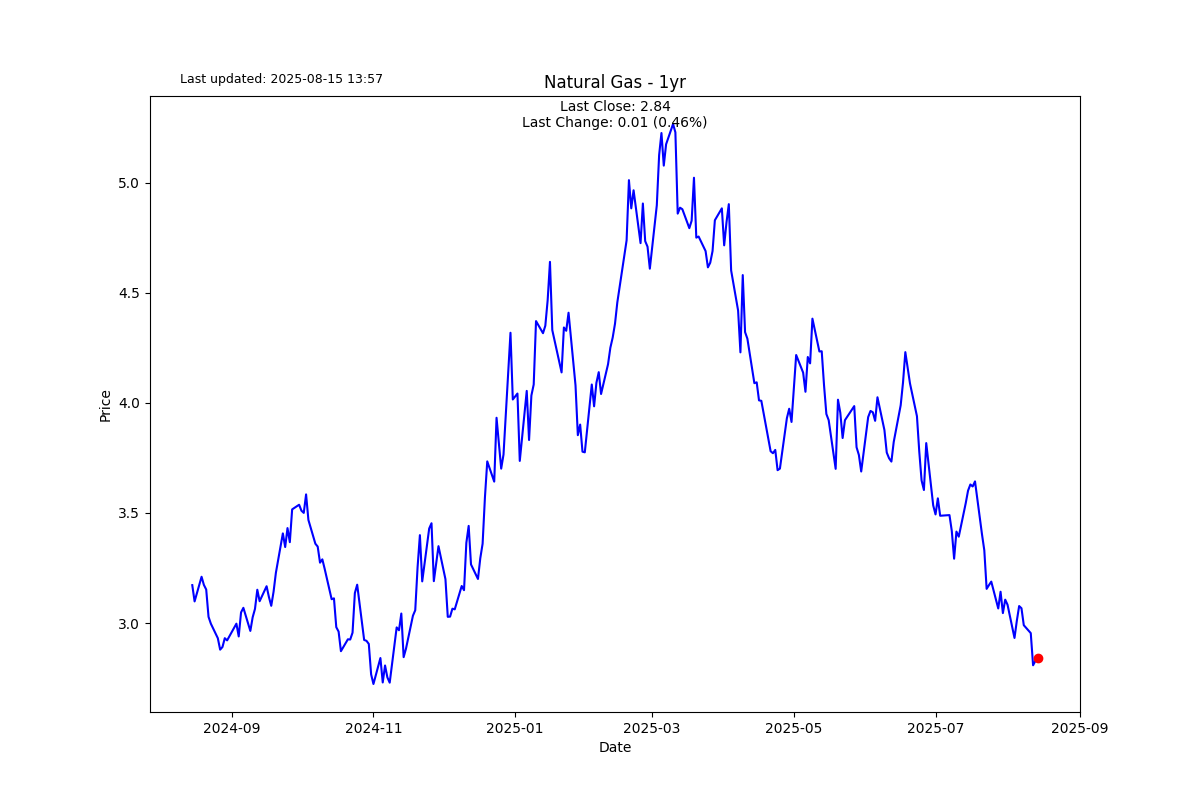 Last updated: 2025-08-15 13:57
Natural Gas - 1yr
Last Close: 2.84
Last Change: 0.01 (0.46%)
Price
5.0
4.5
4.0
3.5
3.0
2024-09
2024-11
2025-01
2025-03
2025-05
2025-07
2025-09
Date